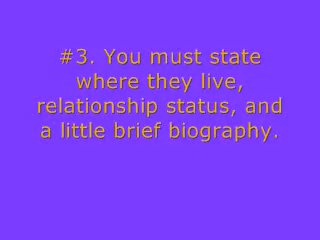 #3. You must state
where they live,
relationship status, and
a little brief biography.